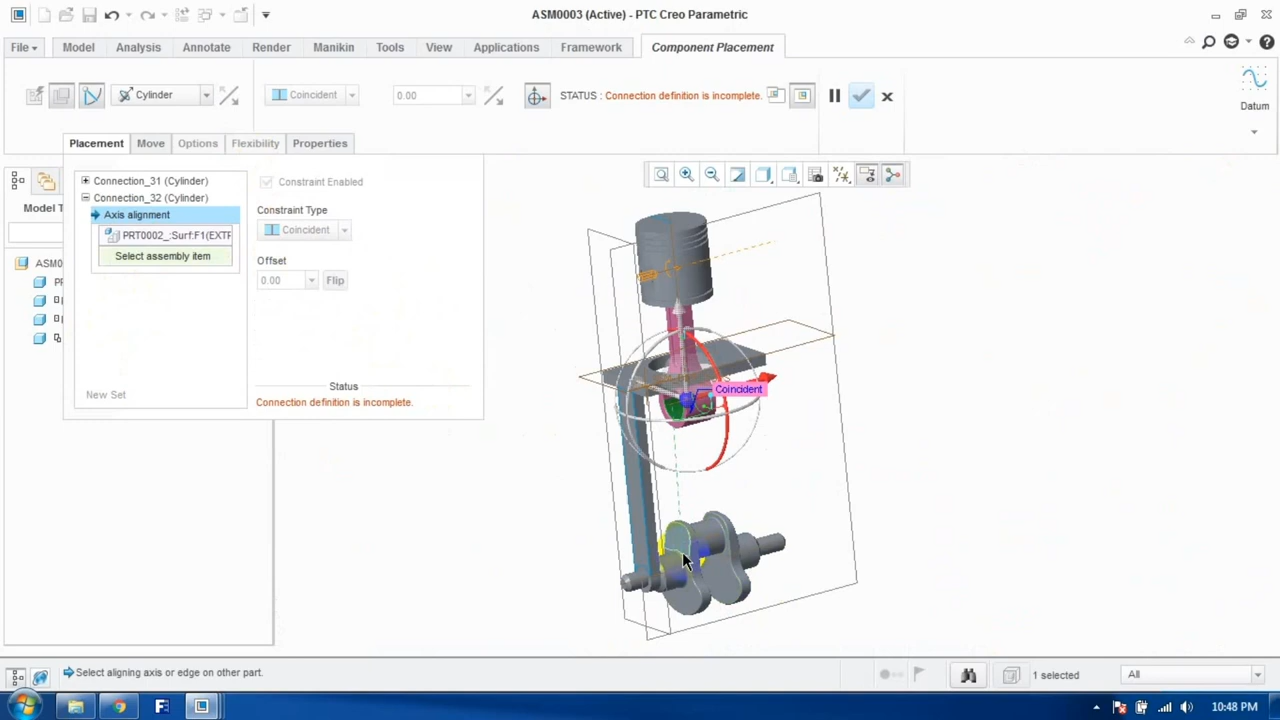 ASM0003 (Active) - PTC Creo Parametric
File Model Analysis Annotate Render Manikin Tools View Applications Framework Component Placement
Cylinder Coincident 0.00 STATUS : Connection definition is incomplete.
Datum
Placement Move Options Flexibility Properties
Connection_31 (Cylinder)
Connection_32 (Cylinder)
Axis alignment
PRT0002_:Surf:F1(EXTR
Select assembly item
New Set
Constraint Enabled
Constraint Type
Coincident
Offset
0.00 Flip
Status
Connection definition is incomplete.
Model T
ASM0
Coincident
Select aligning axis or edge on other part.
1 selected
All
10:48 PM